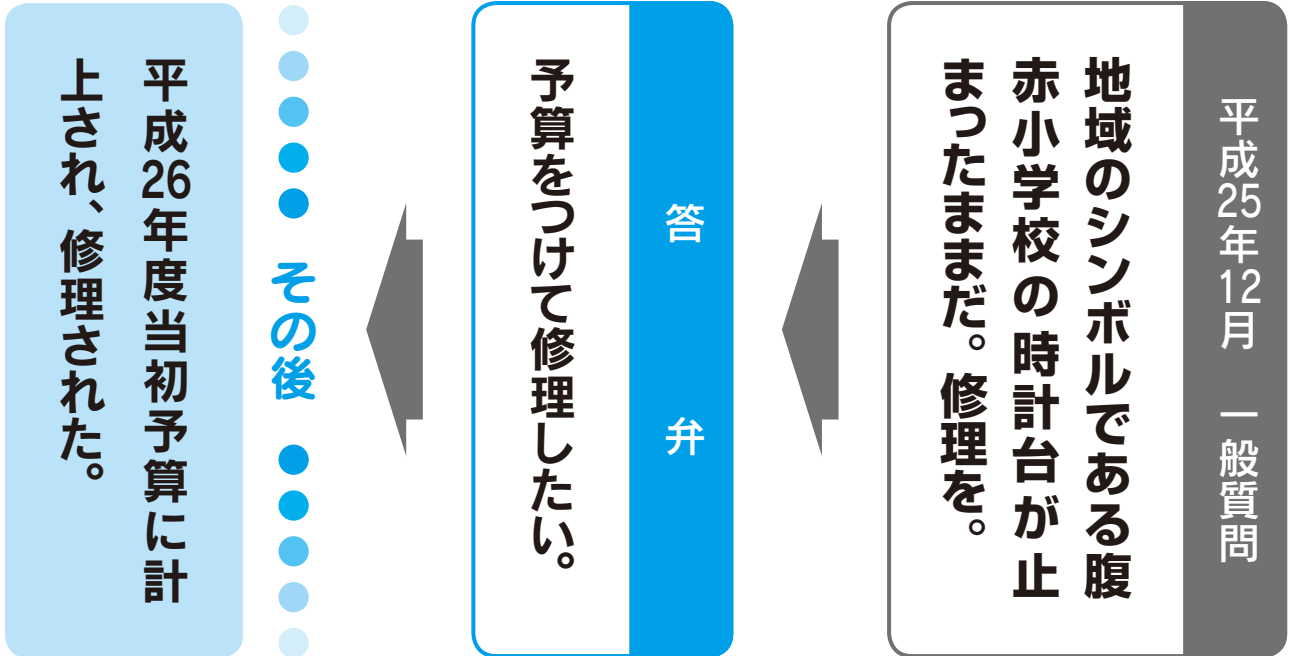 平成25年12月　一般質問
地域のシンボルである腹
赤小学校の時計台が止
まったままだ。修理を。
答弁
予算をつけて修理したい。
その後
平成26年度当初予算に計
上され、修理された。